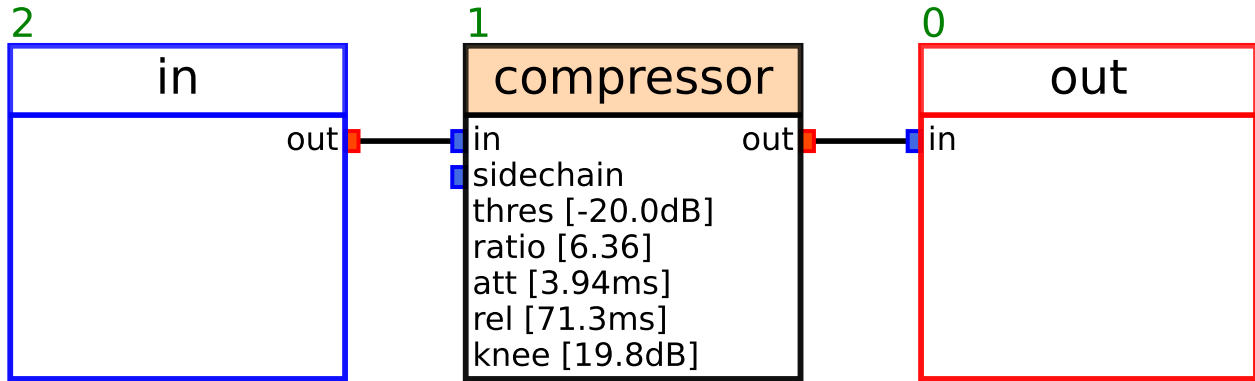 2
1
0
in
compressor
out
out
in
out
in
sidechain
thres [-20.0dB]
ratio [6.36]
att [3.94ms]
rel [71.3ms]
knee [19.8dB]